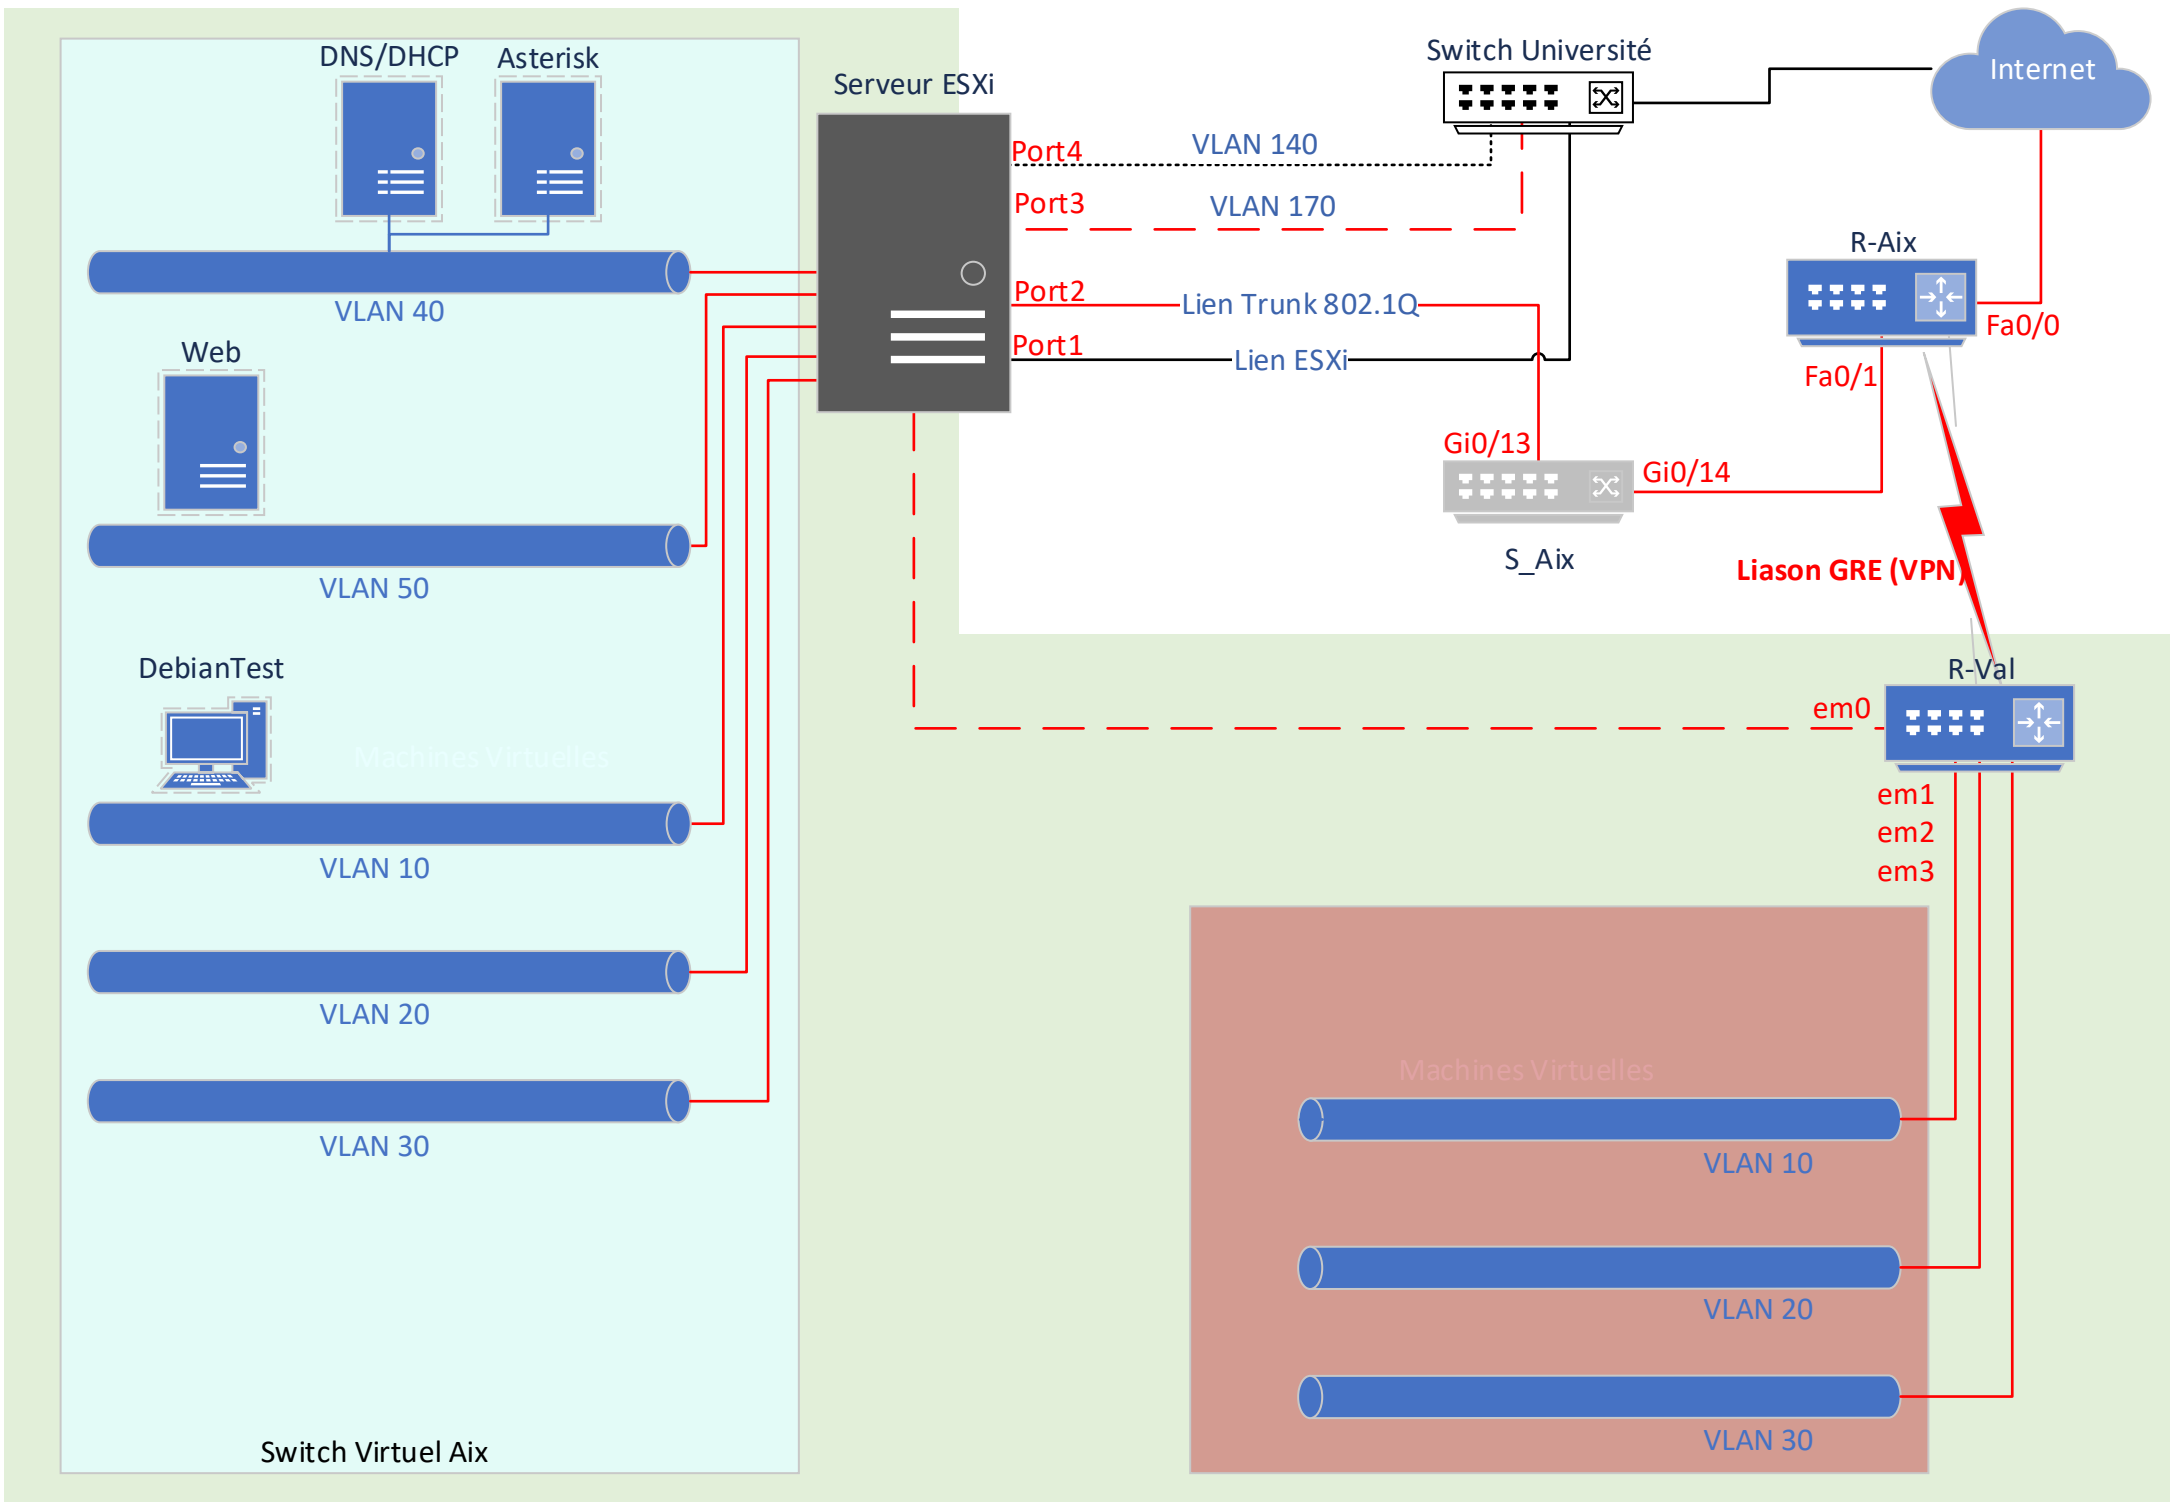 DNS/DHCP
Asterisk
VLAN 40
Web
VLAN 50
DebianTest
Machines Virtuelles
VLAN 10
VLAN 20
VLAN 30
Switch Virtuel Aix
Serveur ESXi
Port4
VLAN 140
Port3
VLAN 170
Port2
Lien Trunk 802.1Q
Port1
Lien ESXi
Switch Université
Internet
R-Aix
Fa0/0
Fa0/1
Gi0/13
Gi0/14
S_Aix
Liason GRE (VPN)
R-Val
em0
em1
em2
em3
Machines Virtuelles
VLAN 10
VLAN 20
VLAN 30